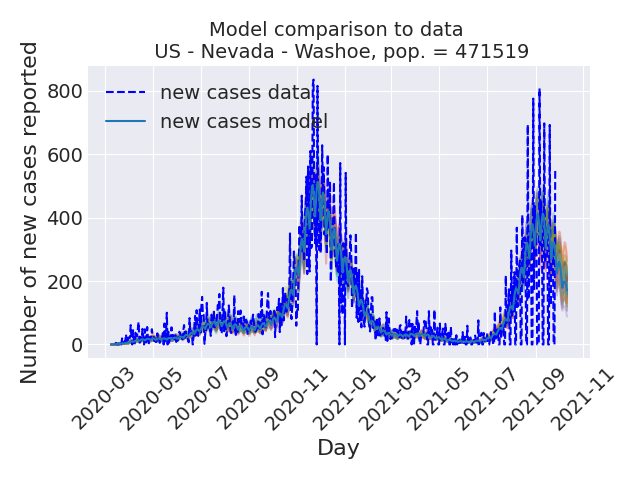 Model comparison to data
US - Nevada - Washoe, pop. = 471519
Number of new cases reported
800
600
400
200
0
new cases data
new cases model
2020-03
2020-05
2020-07
2020-09
2020-11
2021-01
2021-03
2021-05
2021-07
2021-09
2021-11
Day